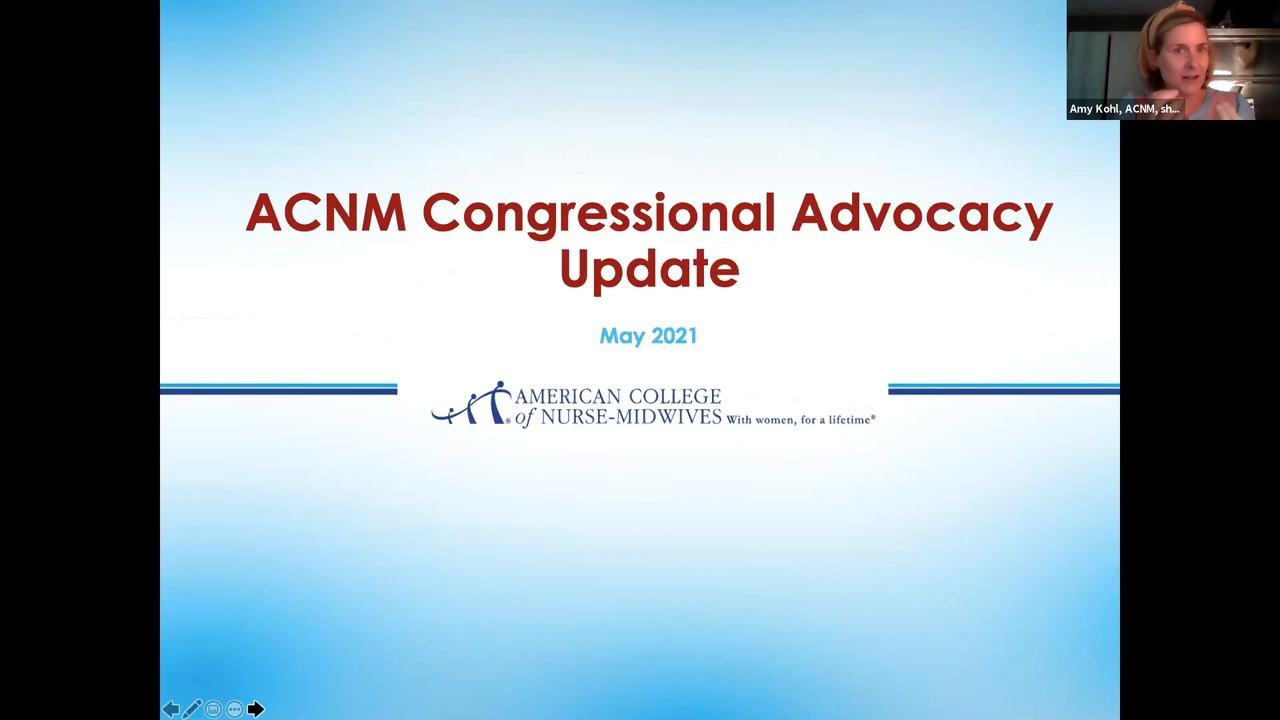 Amy Kohl, ACNM, sh...
ACNM Congressional Advocacy
Update
May 2021
AMERICAN COLLEGE
of NURSE-MIDWIVES With women, for a lifetime®